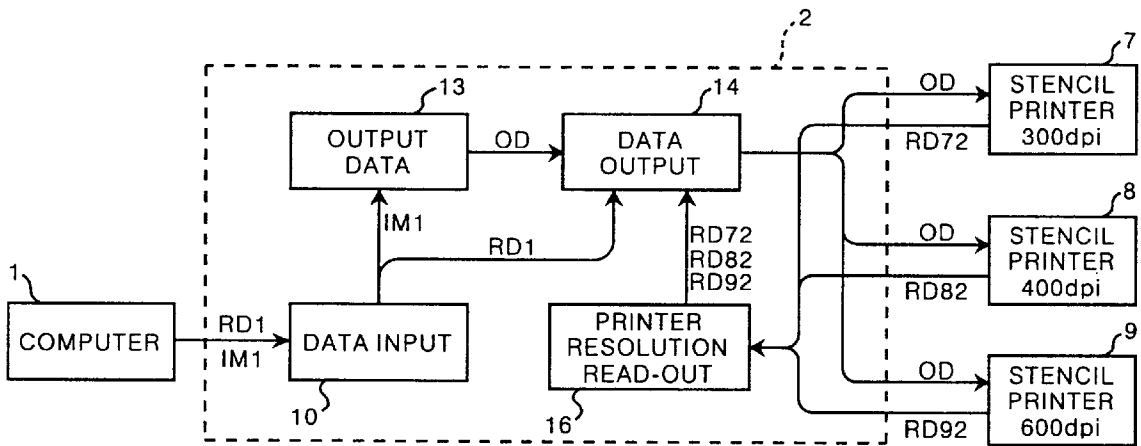 2
7
13
14
OD
STENCIL
PRINTER
300dpi
OUTPUT
DATA
OD
DATA
OUTPUT
RD72
IM1
RD1
RD72
RD82
RD92
8
OD
STENCIL
PRINTER
400dpi
RD82
1
COMPUTER
RD1
IM1
DATA INPUT
10
PRINTER
RESOLUTION
READ-OUT
16
9
OD
STENCIL
PRINTER
600dpi
RD92